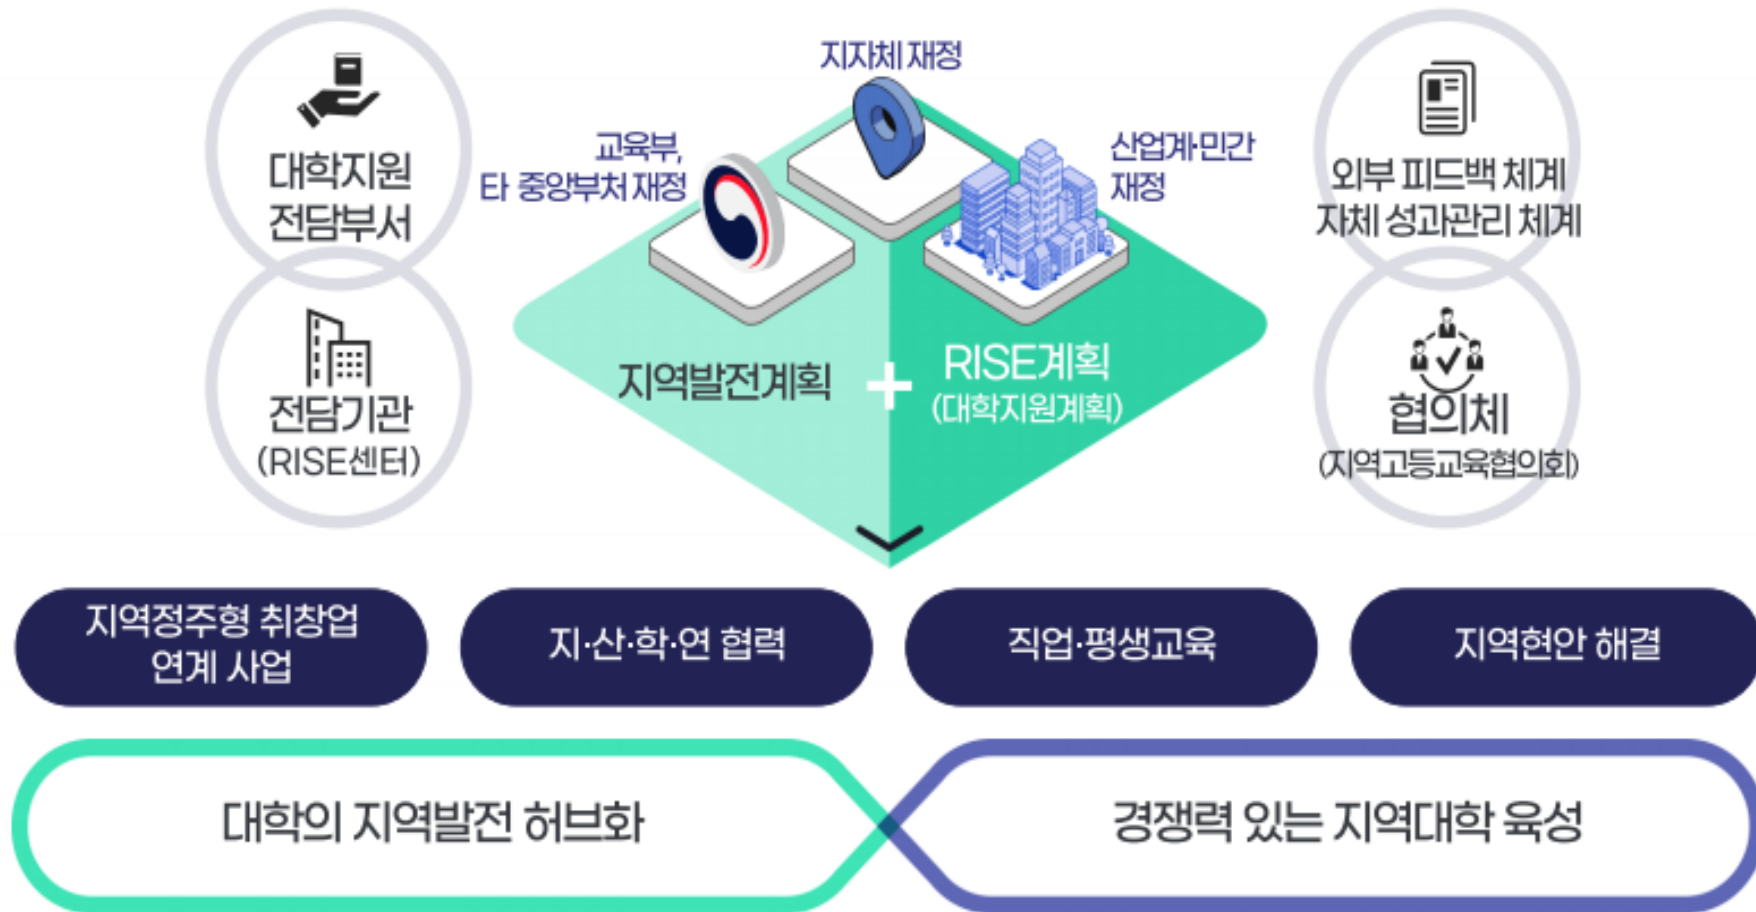 지자체 재정
교육부,
타 중앙부처 재정
산업계·민간
재정
대학지원
전담부서
전담기관
(RISE센터)
지역발전계획
+
RISE계획
(대학지원계획)
외부 피드백 체계
자체 성과관리 체계
협의체
(지역고등교육협의회)
지역정주형 취창업
연계 사업
지·산·학·연 협력
직업·평생교육
지역현안 해결
대학의 지역발전 허브화
경쟁력 있는 지역대학 육성